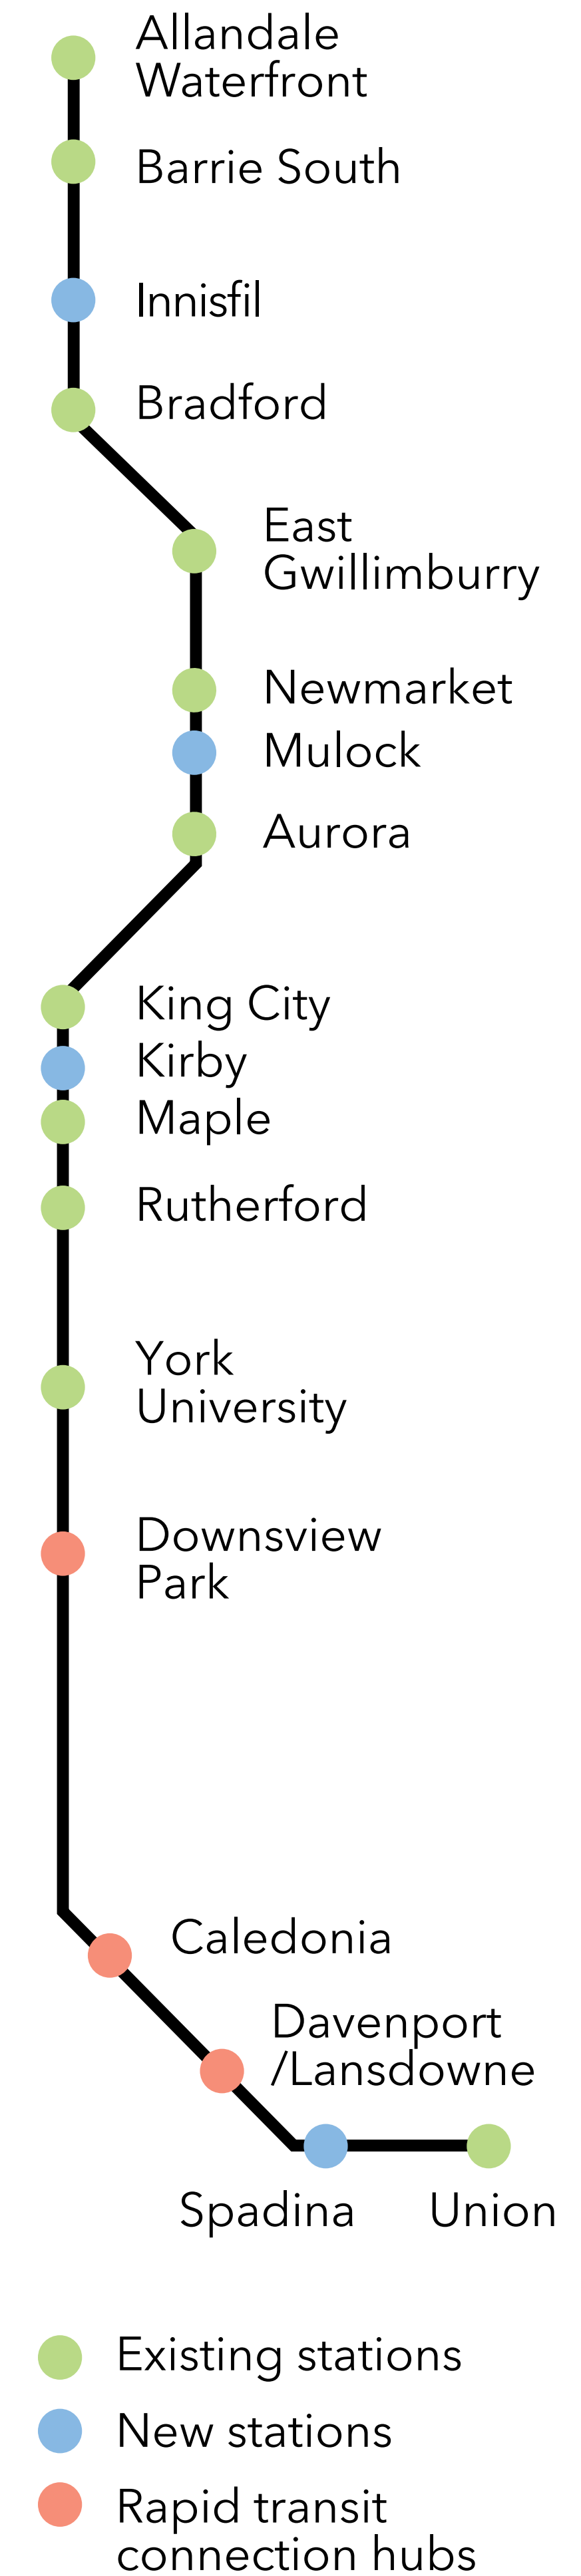 Allandale
Waterfront
Barrie South
Innisfil
Bradford
East
Gwillimburry
Newmarket
Mulock
Aurora
King City
Kirby
Maple
Rutherford
York
University
Downsview
Park
Caledonia
Davenport
/Lansdowne
Spadina
Union
Existing stations
New stations
Rapid transit
connection hubs